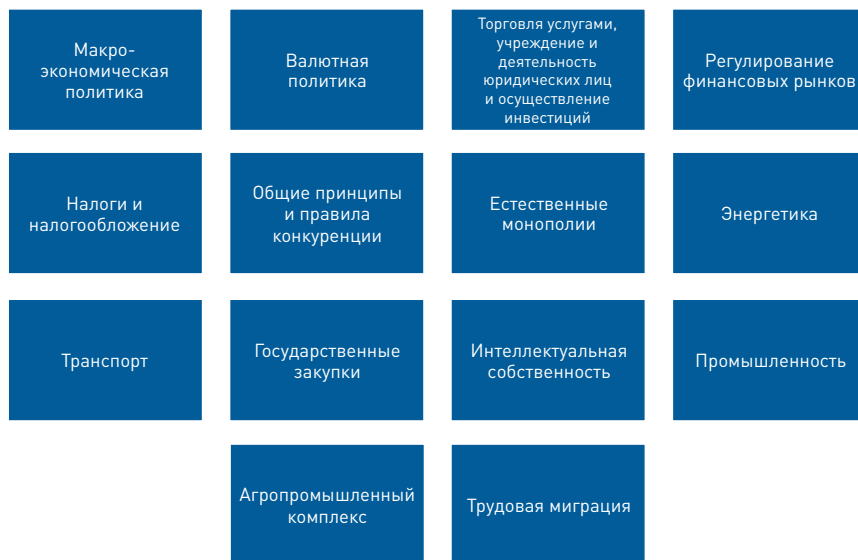 Макро-
экономическая
политика
Валютная
политика
Торговля услугами,
учреждение и
деятельность
юридических лиц
и осуществление
инвестиций
Регулирование
финансовых рынков
Налоги и
налогообложение
Общие принципы
и правила
конкуренции
Естественные
монополии
Энергетика
Транспорт
Государственные
закупки
Интеллектуальная
собственность
Промышленность
Агропромышленный
комплекс
Трудовая миграция